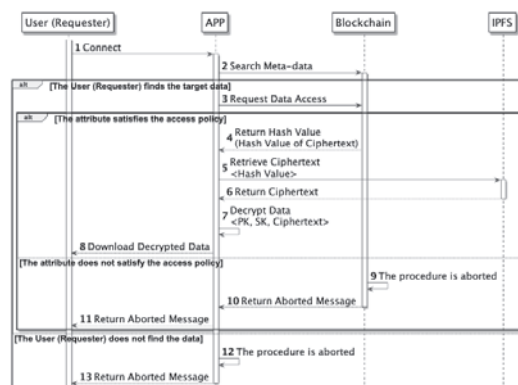 User (Requester) APP Blockchain IPFS
1 Connect
2 Search Meta-data
alt [The User (Requester) finds the target data]
3 Request Data Access
alt [The attribute satisfies the access policy]
4 Return Hash Value
(Hash Value of Ciphertext)
5 Retrieve Ciphertext
<Hash Value>
6 Return Ciphertext
7 Decrypt Data
<PK, SK, Ciphertext>
8 Download Decrypted Data
[The attribute does not satisfy the access policy]
9 The procedure is aborted
10 Return Aborted Message
11 Return Aborted Message
[The User (Requester) does not find the data]
12 The procedure is aborted
13 Return Aborted Message